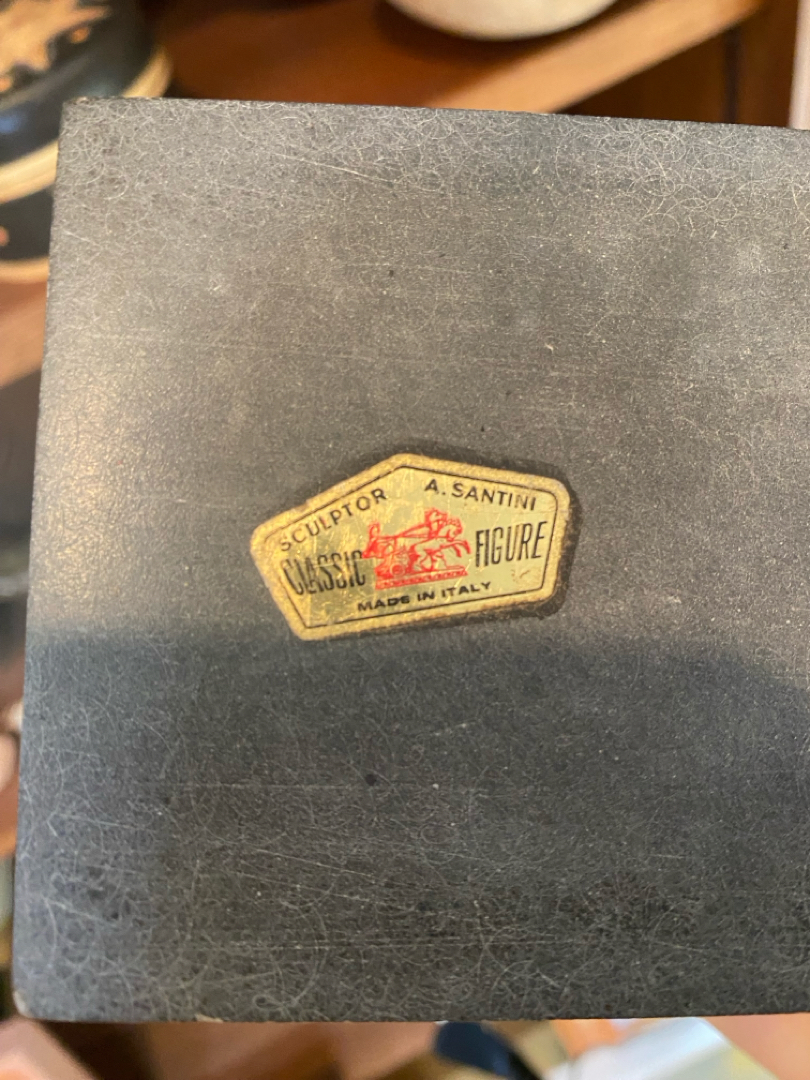 SCULPTOR A. SANTINI
CLASSIC FIGURE
MADE IN ITALY